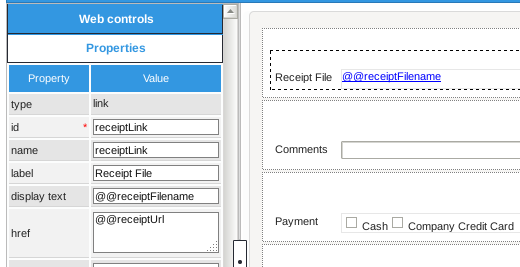 Web controls
Properties
Property Value
type link
id * receiptLink
name receiptLink
label Receipt File
display text @@receiptFilename
href @@receiptUrl
Receipt File @@receiptFilename
Comments
Payment Cash Company Credit Card